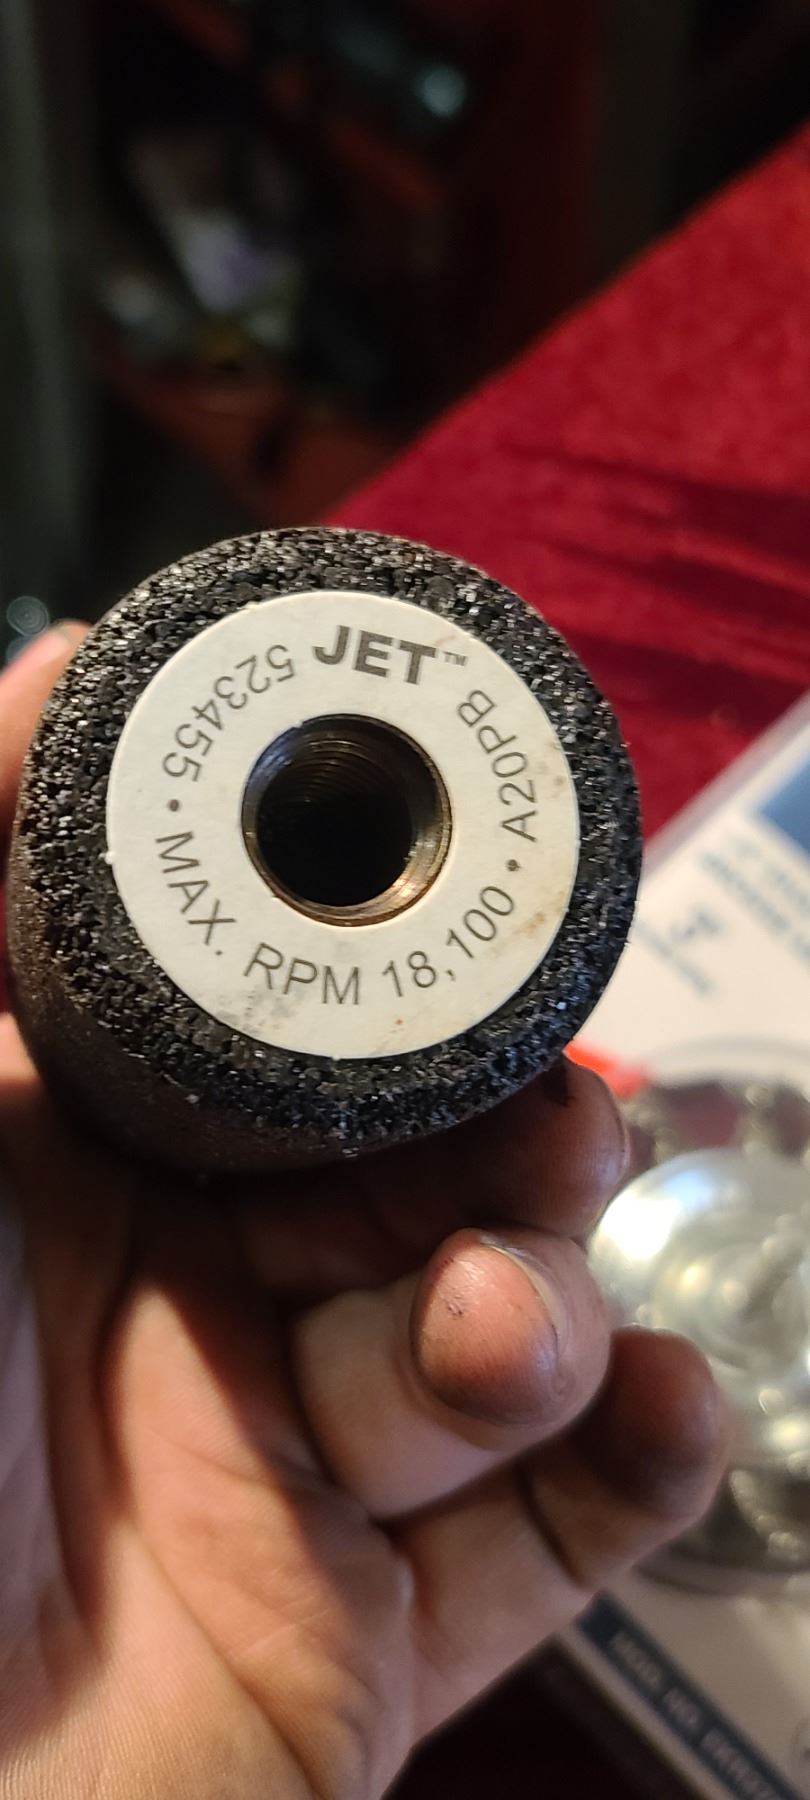 JET™
523455 • MAX. RPM 18,100 • A20PB